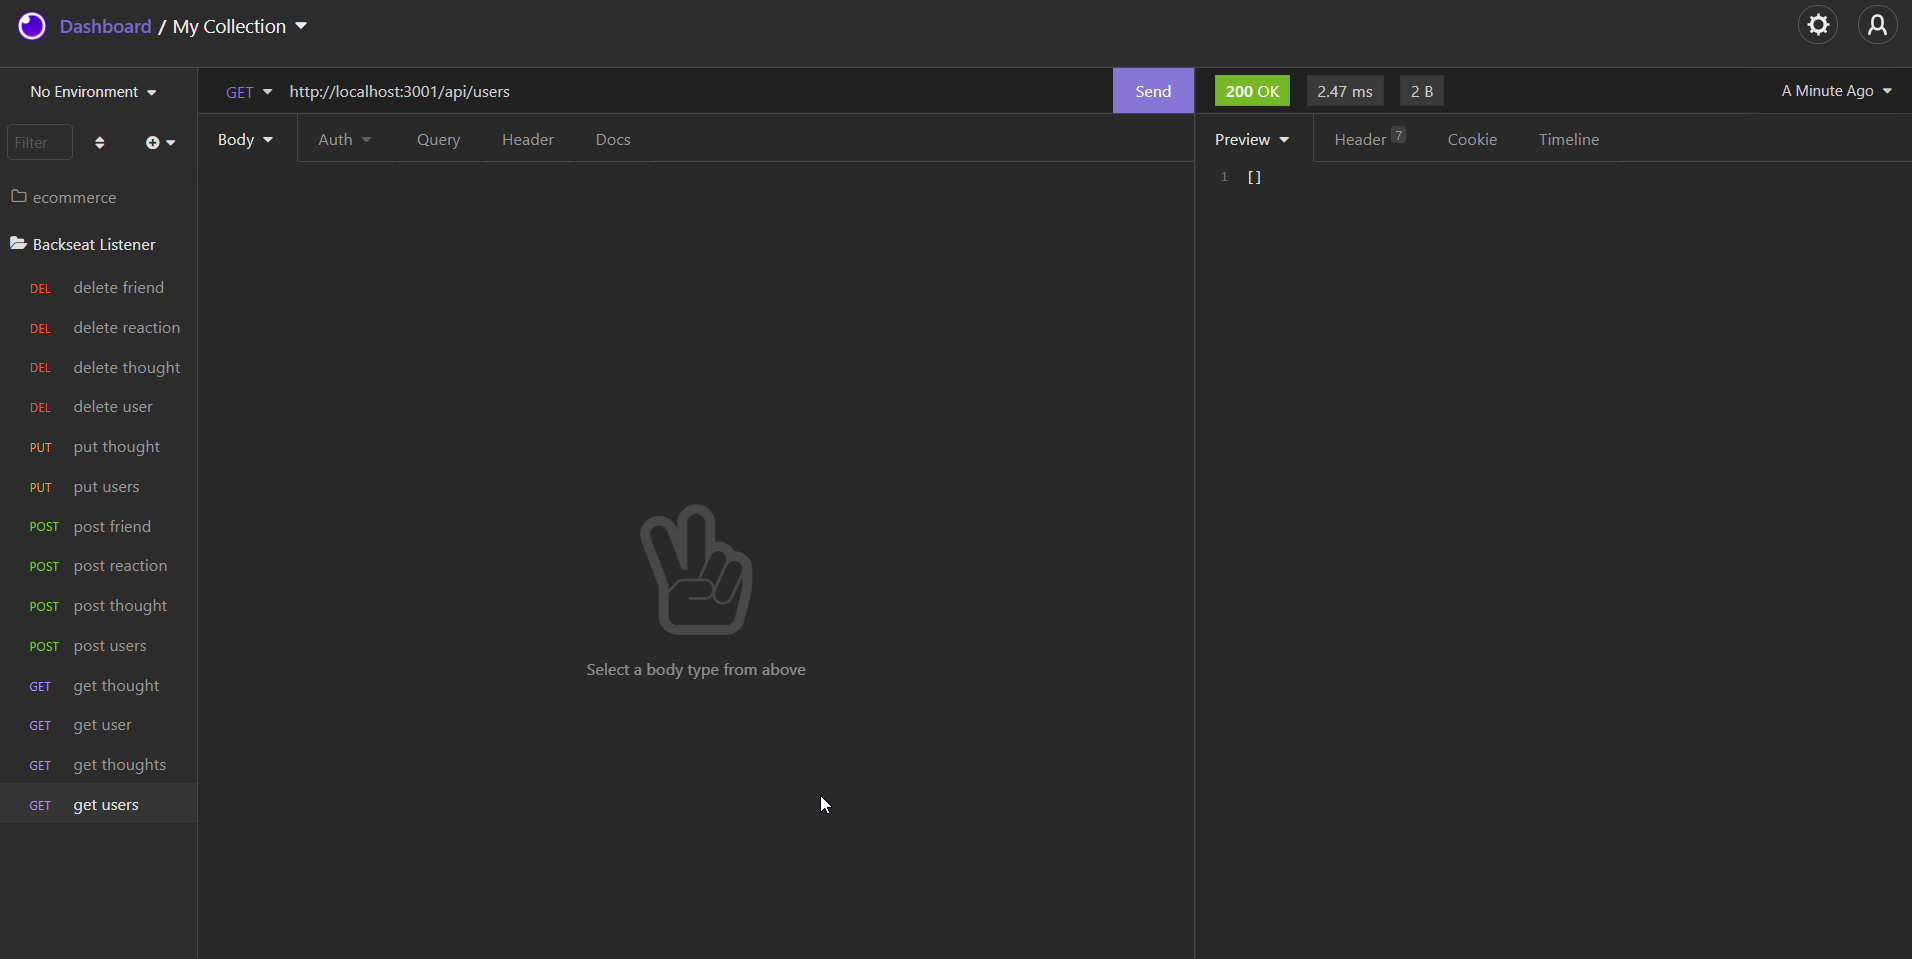 Dashboard / My Collection
No Environment
GET http://localhost:3001/api/users
Send
200 OK 2.47 ms 2 B
A Minute Ago
Filter
Body Auth Query Header Docs
Preview Header 7 Cookie Timeline
1 []
ecommerce
Backseat Listener
DEL delete friend
DEL delete reaction
DEL delete thought
DEL delete user
PUT put thought
PUT put users
POST post friend
POST post reaction
POST post thought
POST post users
GET get thought
GET get user
GET get thoughts
GET get users
Select a body type from above